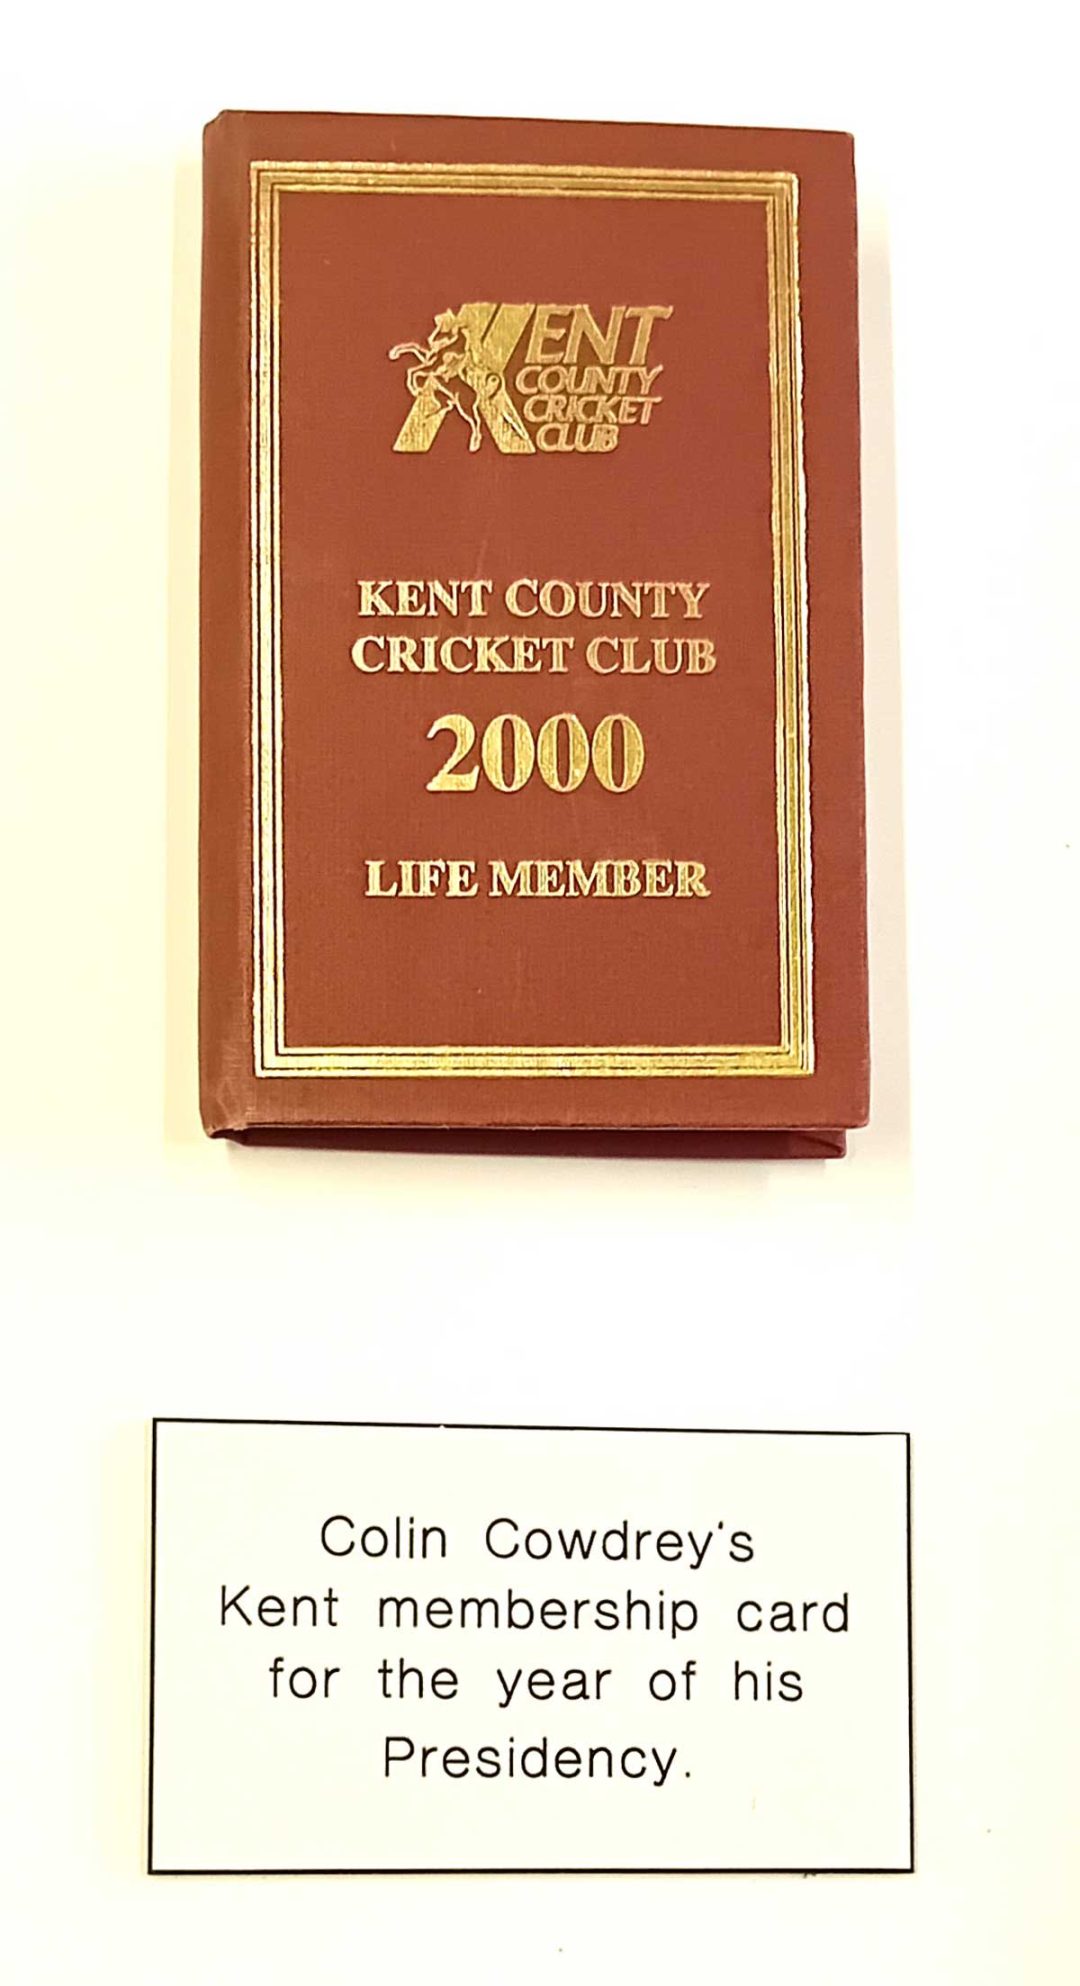 KENT
COUNTY
CRICKET
CLUB
KENT COUNTY
CRICKET CLUB
2000
LIFE MEMBER
Colin Cowdrey's
Kent membership card
for the year of his
Presidency.